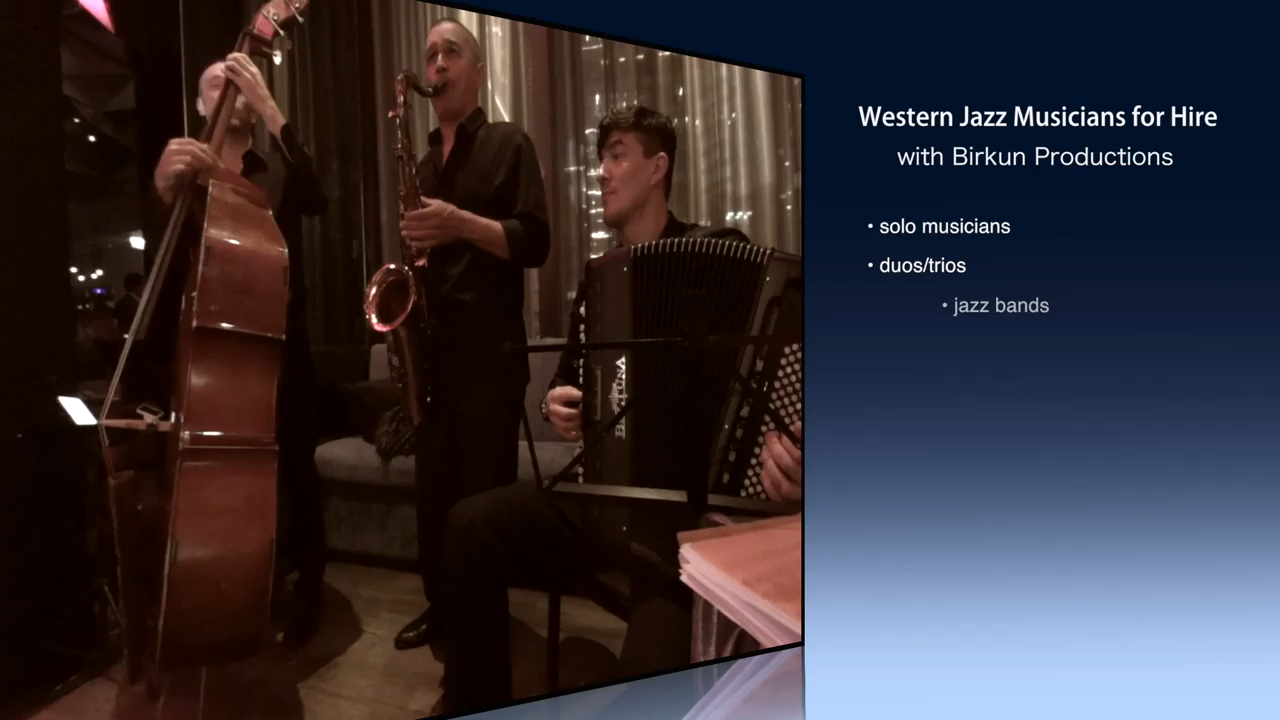 Western Jazz Musicians for Hire
with Birkun Productions
• solo musicians
• duos/trios
• jazz bands